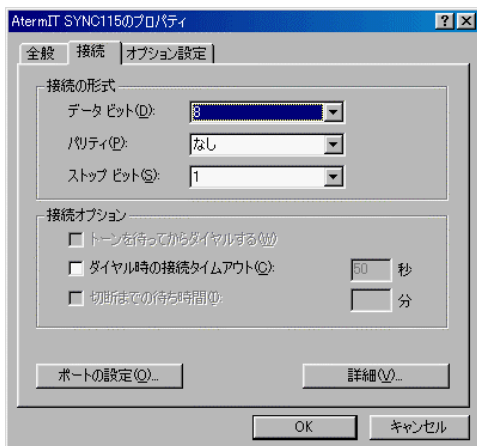 AtermIT SYNC115のプロパティ
全般 接続 オプション設定
接続の形式
データ ビット(D): 8
パリティ(P): なし
ストップ ビット(S): 1
接続オプション
トーンを待ってからダイヤルする(W)
ダイヤル時の接続タイムアウト(C): 50 秒
切断までの待ち時間(I): 分
ポートの設定(O)... 詳細(V)...
OK キャンセル